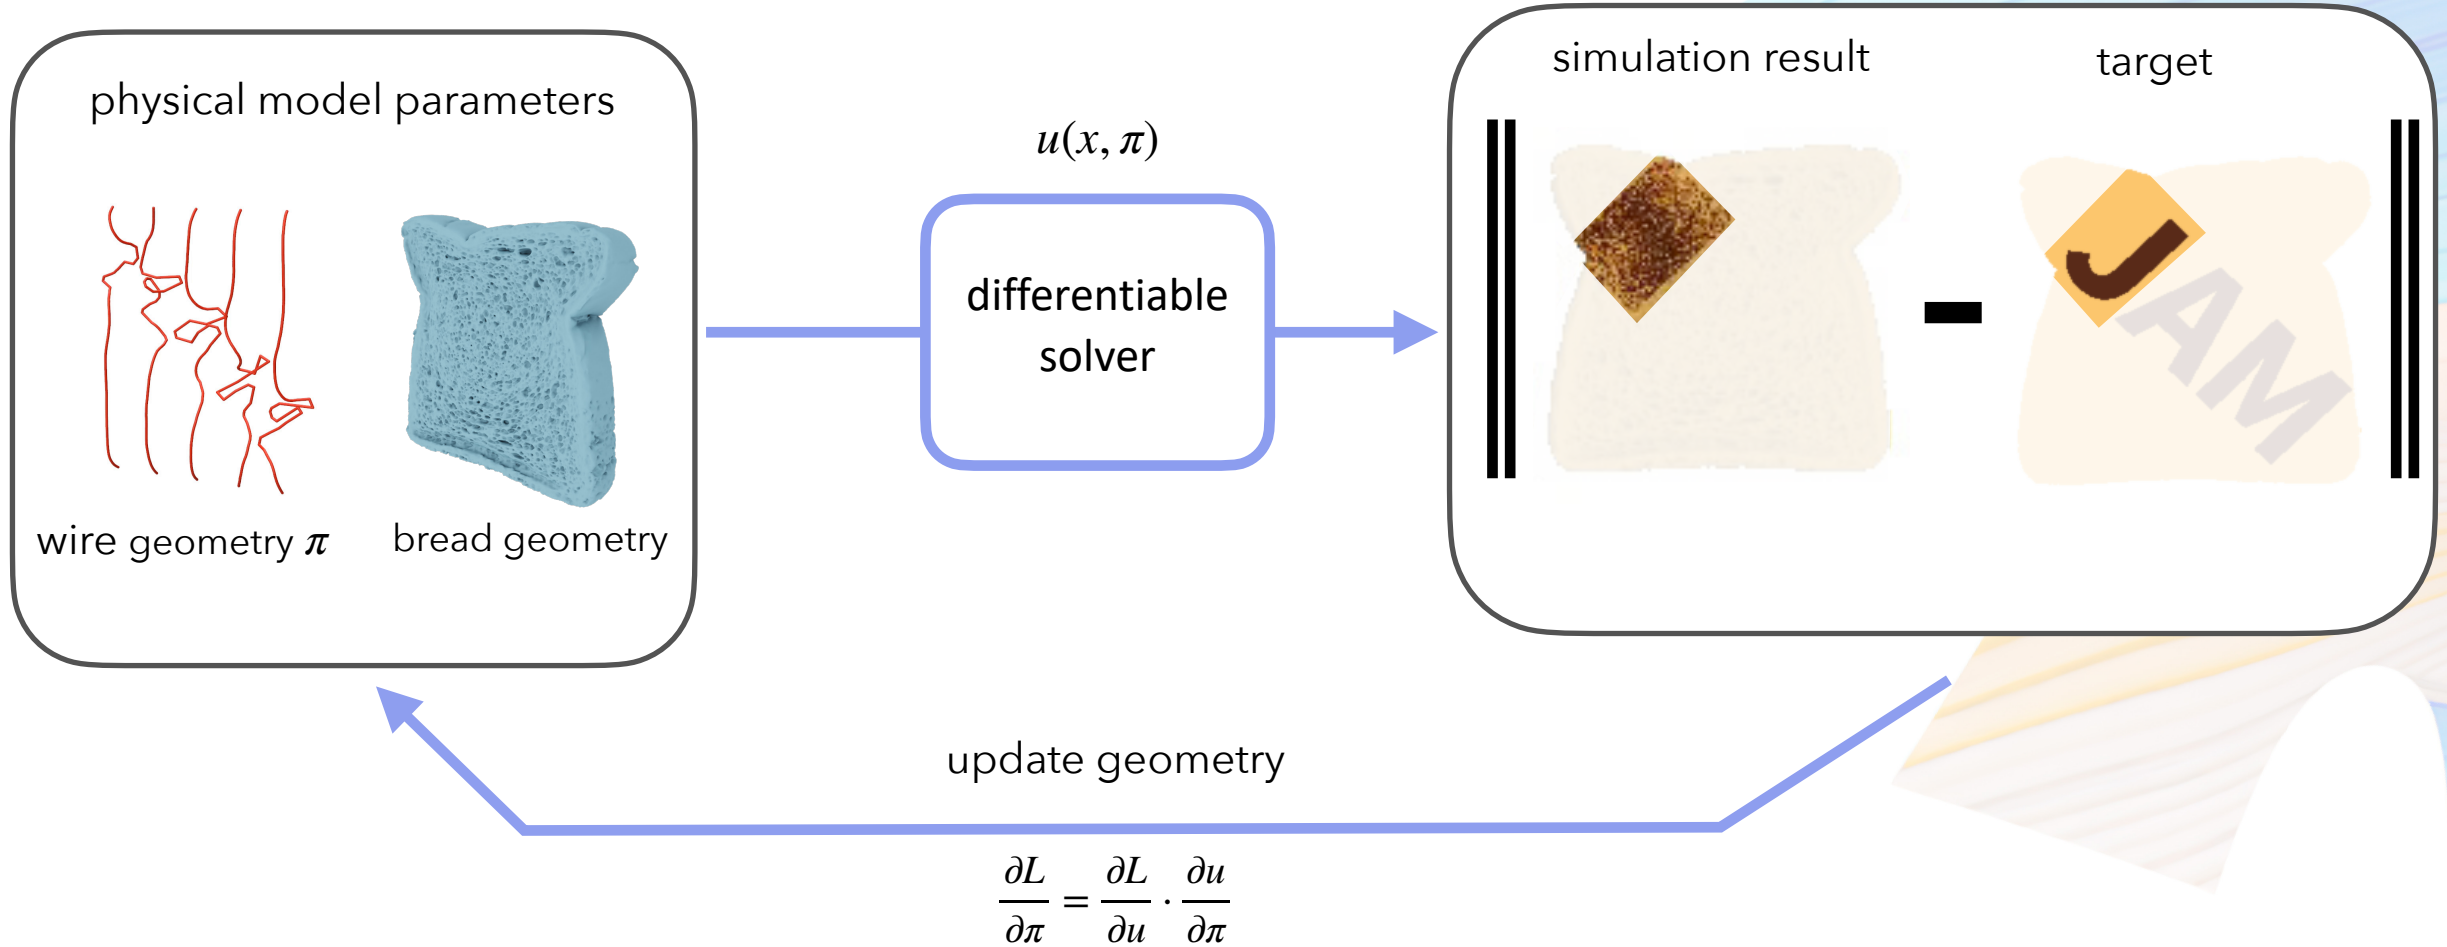 physical model parameters
wire geometry π
bread geometry
u(x, π)
differentiable
solver
simulation result
target
JAM
update geometry
∂L/∂π = ∂L/∂u · ∂u/∂π